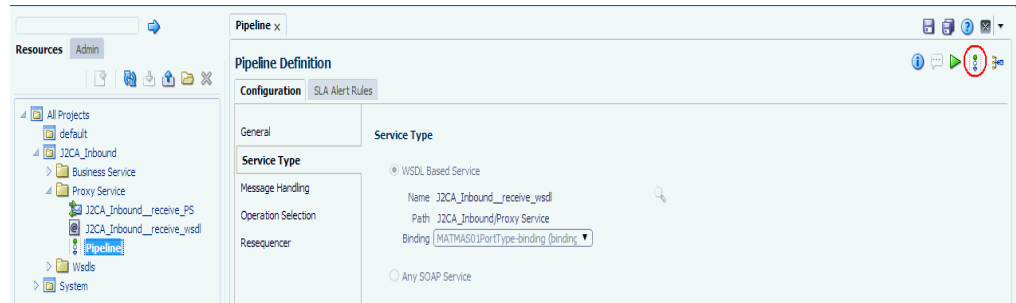 Resources Admin
All Projects
default
J2CA_Inbound
Business Service
Proxy Service
J2CA_Inbound__receive_PS
J2CA_Inbound__receive_wsdl
Pipeline
Wsdls
System
Pipeline x
Pipeline Definition
Configuration SLA Alert Rules
General
Service Type
Message Handling
Operation Selection
Resequencer
Service Type
WSDL Based Service
Name J2CA_Inbound__receive_wsdl
Path J2CA_Inbound/Proxy Service
Binding MATMAS01PortType-binding (binding
Any SOAP Service